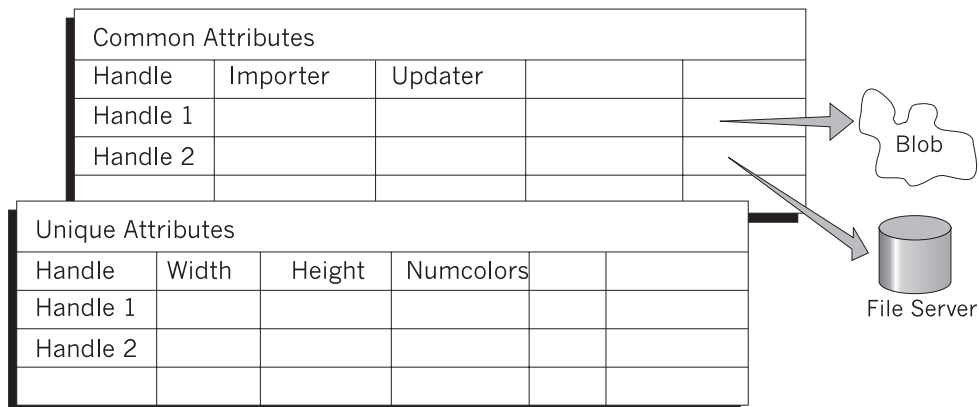 Common Attributes
Handle Importer Updater
Handle 1
Handle 2
Blob
Unique Attributes
Handle Width Height Numcolors
Handle 1
Handle 2
File Server